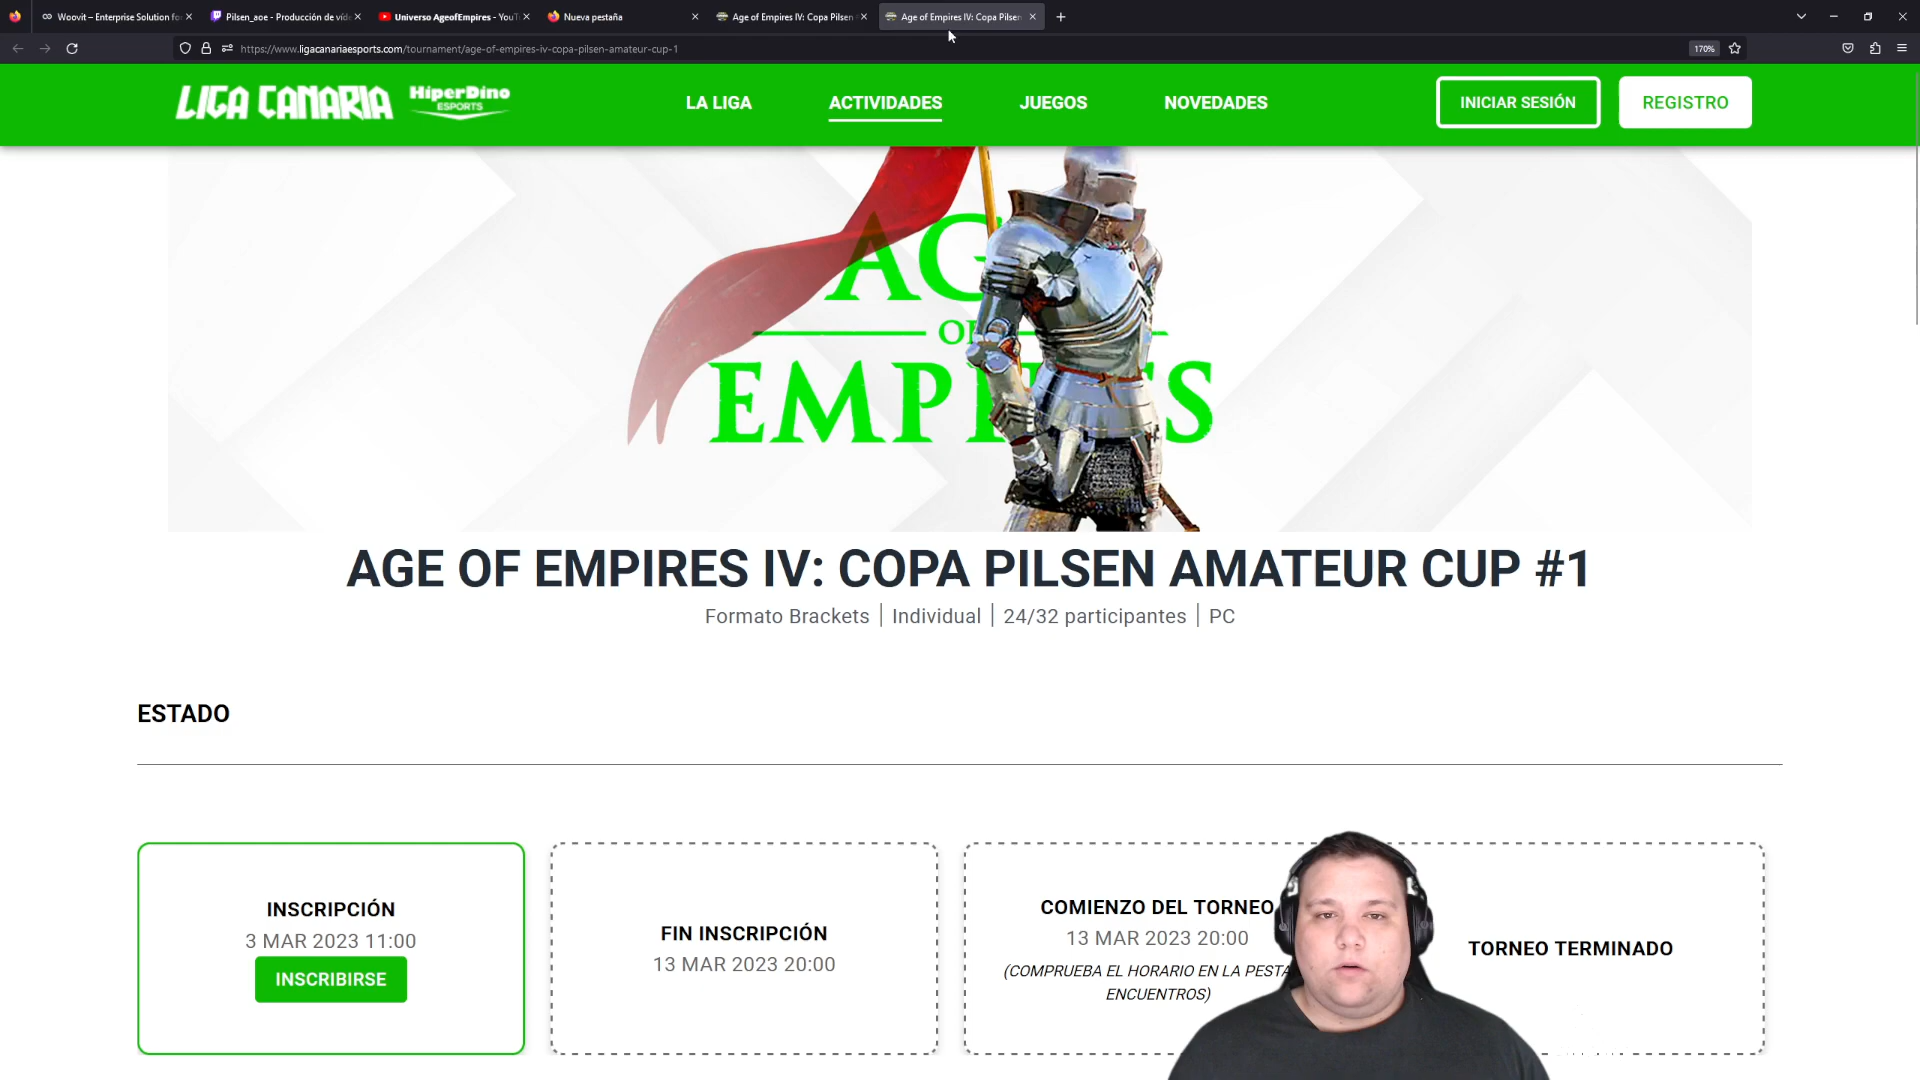 Woovit – Enterprise Solution fo
Pilsen_aoe - Producción de víde
Universo AgeofEmpires - YouT
Nueva pestaña
Age of Empires IV: Copa Pilsen A
Age of Empires IV: Copa Pilsen
https://www.ligacanariaesports.com/tournament/age-of-empires-iv-copa-pilsen-amateur-cup-1
170%
LIGA CANARIA
HiperDino
ESPORTS
LA LIGA
ACTIVIDADES
JUEGOS
NOVEDADES
INICIAR SESIÓN
REGISTRO
AG
OF
EMPI ES
AGE OF EMPIRES IV: COPA PILSEN AMATEUR CUP #1
Formato Brackets | Individual | 24/32 participantes | PC
ESTADO
INSCRIPCIÓN
3 MAR 2023 11:00
INSCRIBIRSE
FIN INSCRIPCIÓN
13 MAR 2023 20:00
COMIENZO DEL TORNEO
13 MAR 2023 20:00
(COMPRUEBA EL HORARIO EN LA PESTA
ENCUENTROS)
TORNEO TERMINADO